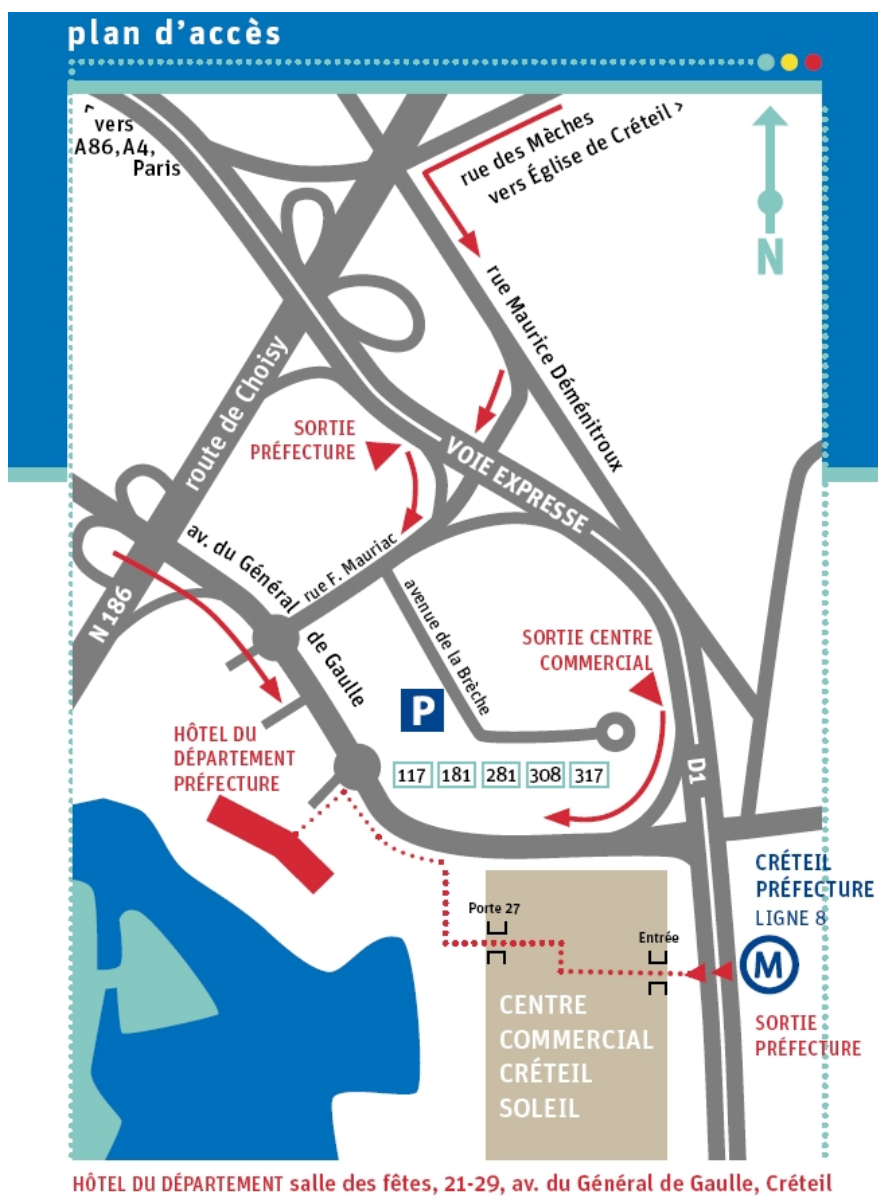 plan d'accès
< vers
A86, A4,
Paris
rue des Mèches
vers Église de Créteil >
N
rue Maurice Déménitroux
route de Choisy
SORTIE
PRÉFECTURE
VOIE EXPRESSE
av. du Général
de Gaulle
rue F. Mauriac
N 186
avenue de la Brèche
SORTIE CENTRE
COMMERCIAL
P
HÔTEL DU
DÉPARTEMENT
PRÉFECTURE
117 181 281 308 317
D1
CRÉTEIL
PRÉFECTURE
LIGNE 8
M
Porte 27
Entrée
CENTRE
COMMERCIAL
CRÉTEIL
SOLEIL
SORTIE
PRÉFECTURE
HÔTEL DU DÉPARTEMENT salle des fêtes, 21-29, av. du Général de Gaulle, Créteil